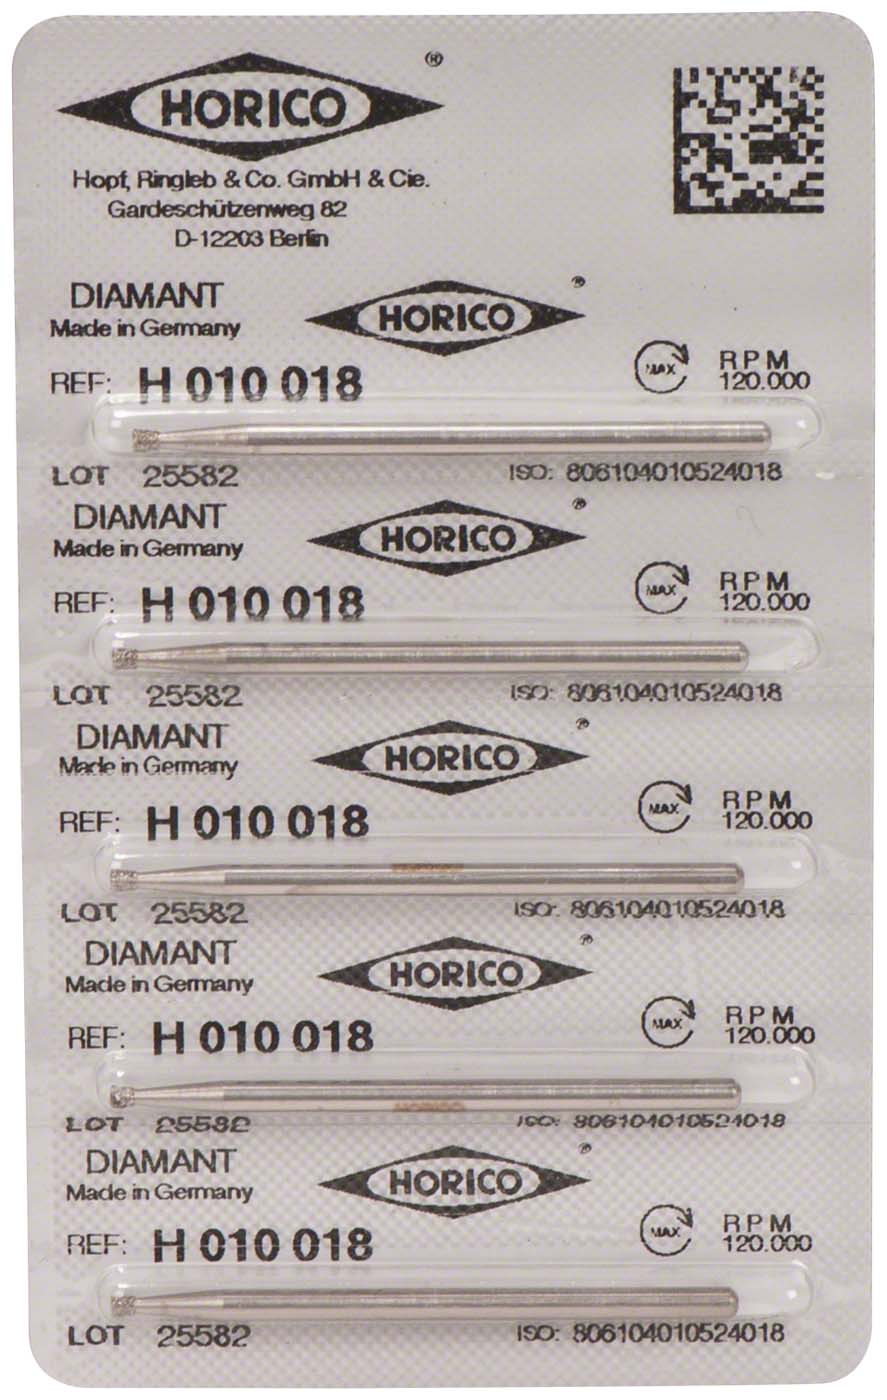 HORICO ®
Hopf, Ringleb & Co. GmbH & Cie.
Gardeschützenweg 82
D-12203 Berlin
DIAMANT HORICO ®
Made in Germany
REF: H 010 018 MAX RPM
120.000
LOT 25582 ISO: 806104010524018
DIAMANT HORICO ®
Made in Germany
REF: H 010 018 MAX RPM
120.000
LOT 25582 ISO: 806104010524018
DIAMANT HORICO ®
Made in Germany
REF: H 010 018 MAX RPM
120.000
LOT 25582 ISO: 806104010524018
DIAMANT HORICO ®
Made in Germany
REF: H 010 018 MAX RPM
120.000
LOT 25582 ISO: 806104010524018
DIAMANT HORICO ®
Made in Germany
REF: H 010 018 MAX RPM
120.000
LOT 25582 ISO: 806104010524018